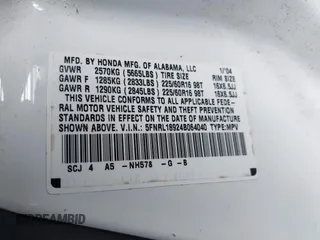 MFD. BY HONDA MFG. OF ALABAMA, LLC 1/04
GVWR 2570KG (5665LBS) TIRE SIZE RIM SIZE
GAWR F 1285KG (2833LBS) 225/60R16 98T 16X6.5JJ
GAWR R 1290KG (2845LBS) 225/60R16 98T 16X6.5JJ
THIS VEHICLE CONFORMS TO ALL APPLICABLE FEDE-
RAL MOTOR VEHICLE SAFETY AND THEFT PREVENTION
STANDARDS IN EFFECT ON THE DATE OF MANUFACTURE
SHOWN ABOVE. V.I.N.: 5FNRL18924B064040 TYPE:MPV
SCJ 4 A5 -NH578 -G -B
CREAMBID